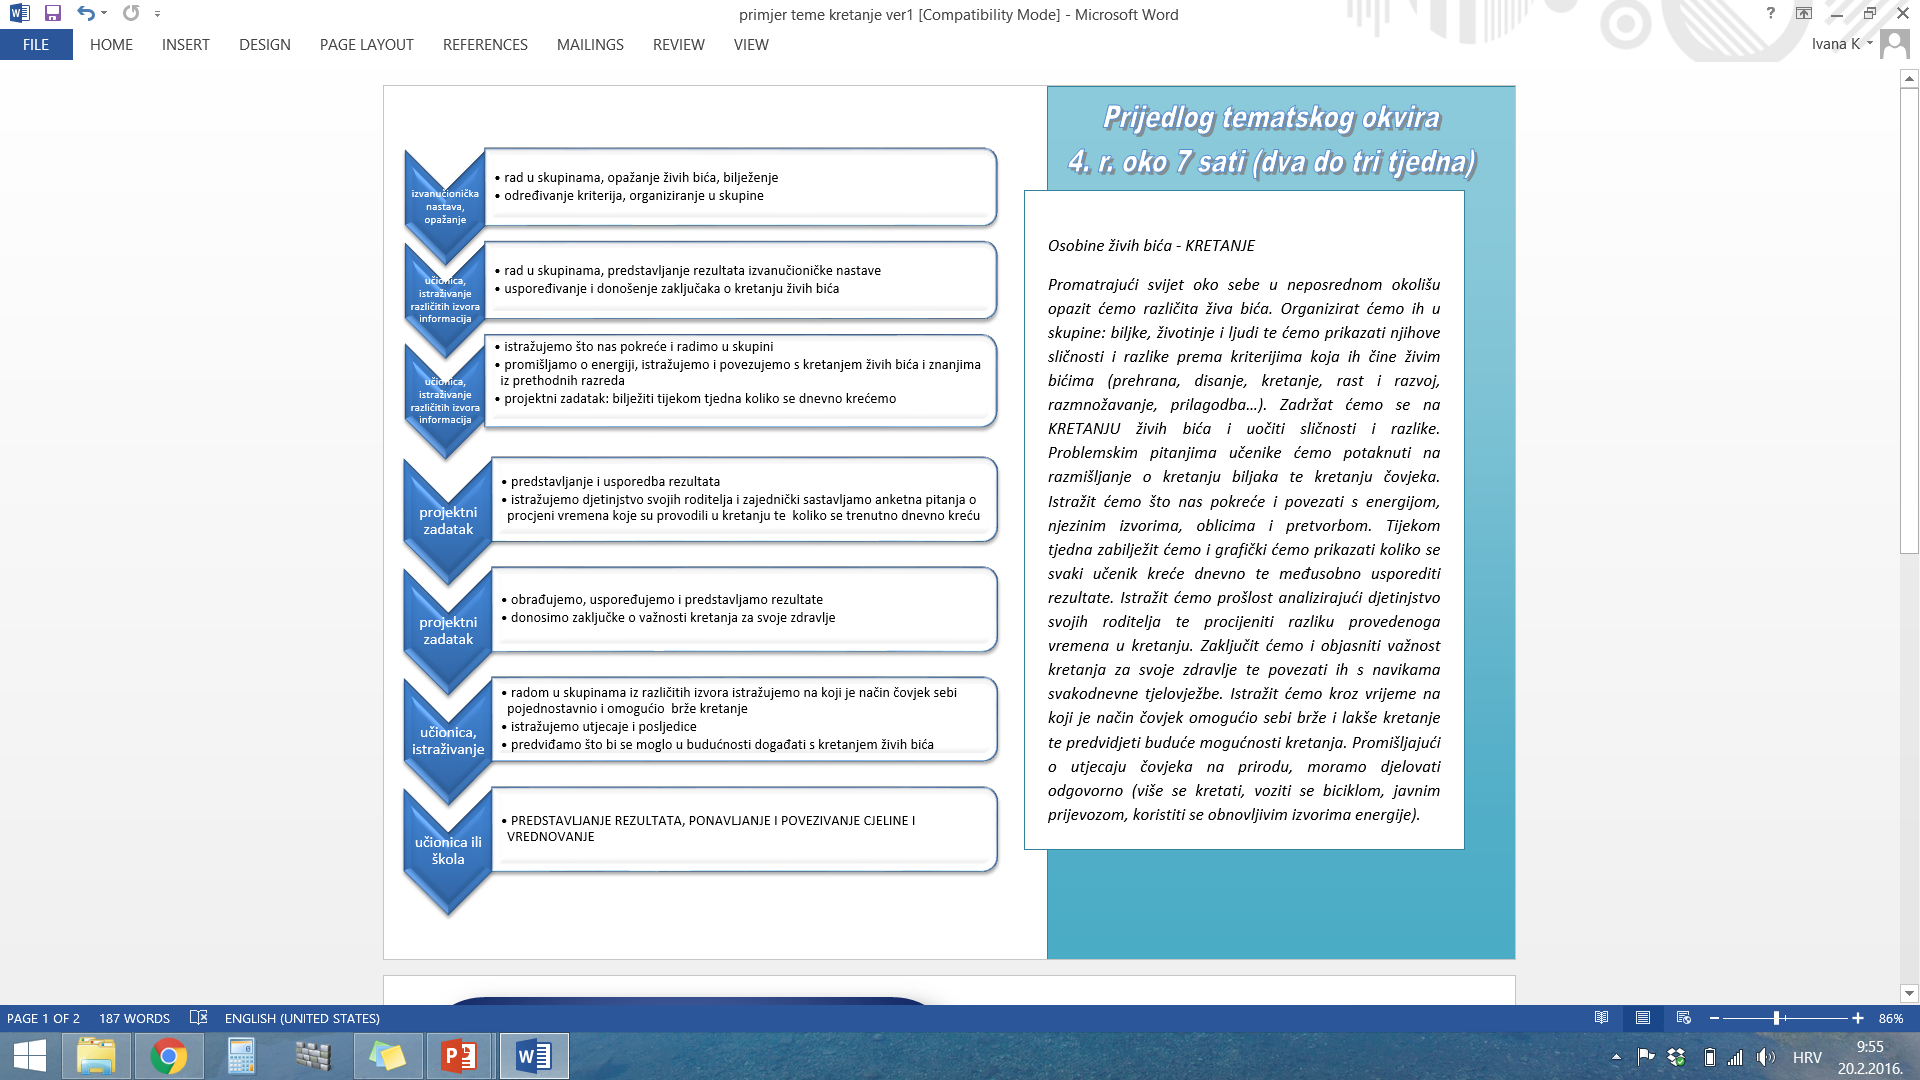 primjer teme kretanje ver1 [Compatibility Mode] - Microsoft Word
?
FILE HOME INSERT DESIGN PAGE LAYOUT REFERENCES MAILINGS REVIEW VIEW
Ivana K
izvanučionička
nastava,
opažanje
• rad u skupinama, opažanje živih bića, bilježenje
• određivanje kriterija, organiziranje u skupine
učionica,
istraživanje
različitih izvora
informacija
• rad u skupinama, predstavljanje rezultata izvanučioničke nastave
• uspoređivanje i donošenje zaključaka o kretanju živih bića
učionica,
istraživanje
različitih izvora
informacija
• istražujemo što nas pokreće i radimo u skupini
• promišljamo o energiji, istražujemo i povezujemo s kretanjem živih bića i znanjima
iz prethodnih razreda
• projektni zadatak: bilježiti tijekom tjedna koliko se dnevno krećemo
projektni
zadatak
• predstavljanje i usporedba rezultata
• istražujemo djetinjstvo svojih roditelja i zajednički sastavljamo anketna pitanja o
procjeni vremena koje su provodili u kretanju te koliko se trenutno dnevno kreću
projektni
zadatak
• obrađujemo, uspoređujemo i predstavljamo rezultate
• donosimo zaključke o važnosti kretanja za svoje zdravlje
učionica,
istraživanje
• radom u skupinama iz različitih izvora istražujemo na koji je način čovjek sebi
pojednostavnio i omogućio brže kretanje
• istražujemo utjecaje i posljedice
• predviđamo što bi se moglo u budućnosti događati s kretanjem živih bića
učionica ili
škola
• PREDSTAVLJANJE REZULTATA, PONAVLJANJE I POVEZIVANJE CJELINE I
VREDNOVANJE
Prijedlog tematskog okvira
4. r. oko 7 sati (dva do tri tjedna)
Osobine živih bića - KRETANJE
Promatrajući svijet oko sebe u neposrednom okolišu
opazit ćemo različita živa bića. Organizirat ćemo ih u
skupine: biljke, životinje i ljudi te ćemo prikazati njihove
sličnosti i razlike prema kriterijima koja ih čine živim
bićima (prehrana, disanje, kretanje, rast i razvoj,
razmnožavanje, prilagodba...). Zadržat ćemo se na
KRETANJU živih bića i uočiti sličnosti i razlike.
Problemskim pitanjima učenike ćemo potaknuti na
razmišljanje o kretanju biljaka te kretanju čovjeka.
Istražit ćemo što nas pokreće i povezati s energijom,
njezinim izvorima, oblicima i pretvorbom. Tijekom
tjedna zabilježit ćemo i grafički ćemo prikazati koliko se
svaki učenik kreće dnevno te međusobno usporediti
rezultate. Istražit ćemo prošlost analizirajući djetinjstvo
svojih roditelja te procijeniti razliku provedenoga
vremena u kretanju. Zaključit ćemo i objasniti važnost
kretanja za svoje zdravlje te povezati ih s navikama
svakodnevne tjelovježbe. Istražit ćemo kroz vrijeme na
koji je način čovjek omogućio sebi brže i lakše kretanje
te predvidjeti buduće mogućnosti kretanja. Promišljajući
o utjecaju čovjeka na prirodu, moramo djelovati
odgovorno (više se kretati, voziti se biciklom, javnim
prijevozom, koristiti se obnovljivim izvorima energije).
PAGE 1 OF 2 187 WORDS ENGLISH (UNITED STATES)
86%
HRV
9:55
20.2.2016.